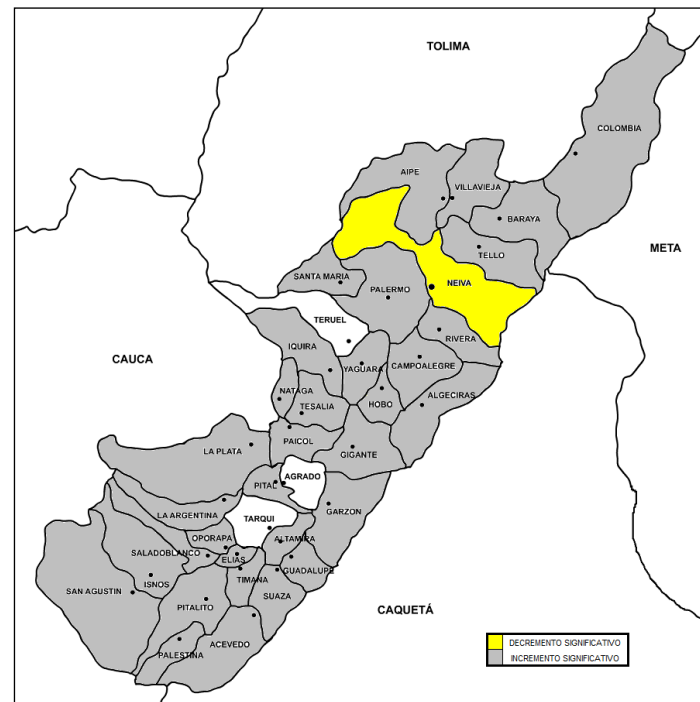 TOLIMA
COLOMBIA
AIPE
VILLAVIEJA
BARAYA
META
TELLO
SANTA MARIA
NEIVA
PALERMO
TERUEL
RIVERA
IQUIRA
CAUCA
YAGUARA
CAMPOALEGRE
NATAGA
HOBO
ALGECIRAS
TESALIA
PAICOL
LA PLATA
GIGANTE
AGRADO
PITAL
GARZON
LA ARGENTINA
TARQUI
OPORAPA
ALTAMIRA
SALADOBLANCO
ELIAS
GUADALUPE
ISNOS
TIMANA
SAN AGUSTIN
SUAZA
PITALITO
CAQUETÁ
ACEVEDO
PALESTINA
DECREMENTO SIGNIFICATIVO
INCREMENTO SIGNIFICATIVO